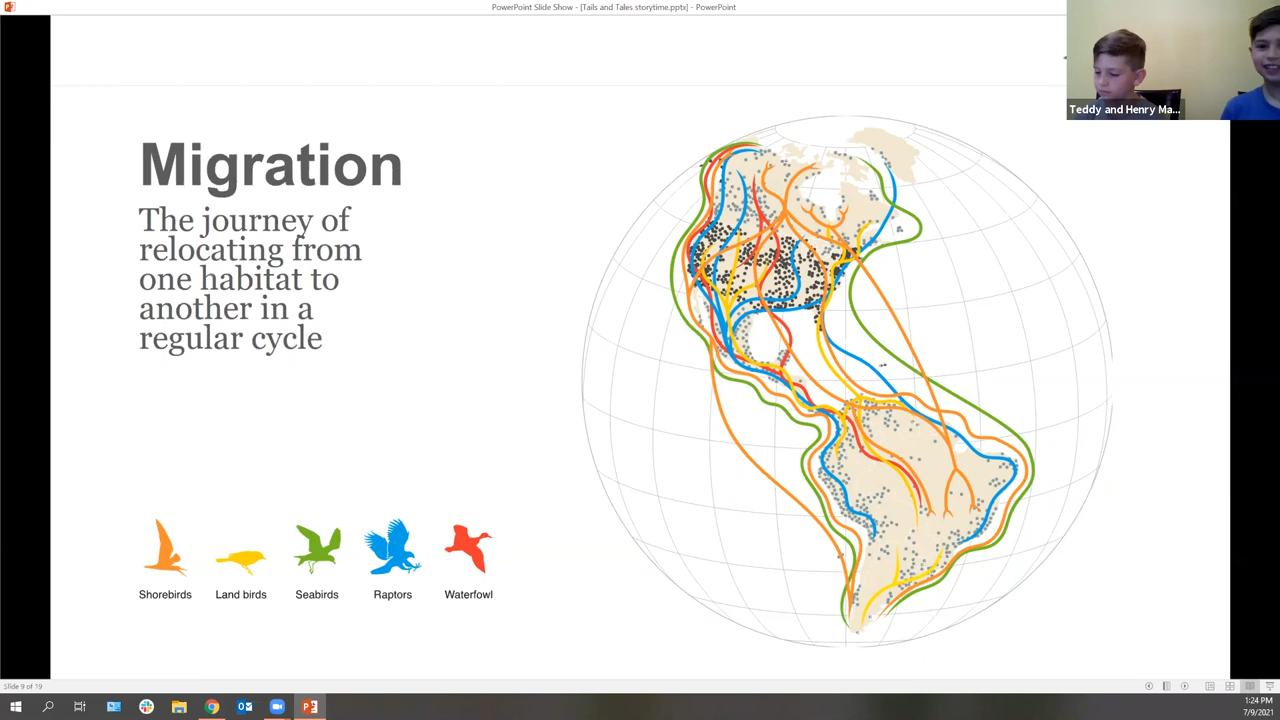 PowerPoint Slide Show - [Tails and Tales storytime.pptx] - PowerPoint
Teddy and Henry Ma...
Migration
The journey of
relocating from
one habitat to
another in a
regular cycle
Shorebirds
Land birds
Seabirds
Raptors
Waterfowl
Slide 9 of 19
1:24 PM
7/9/2021